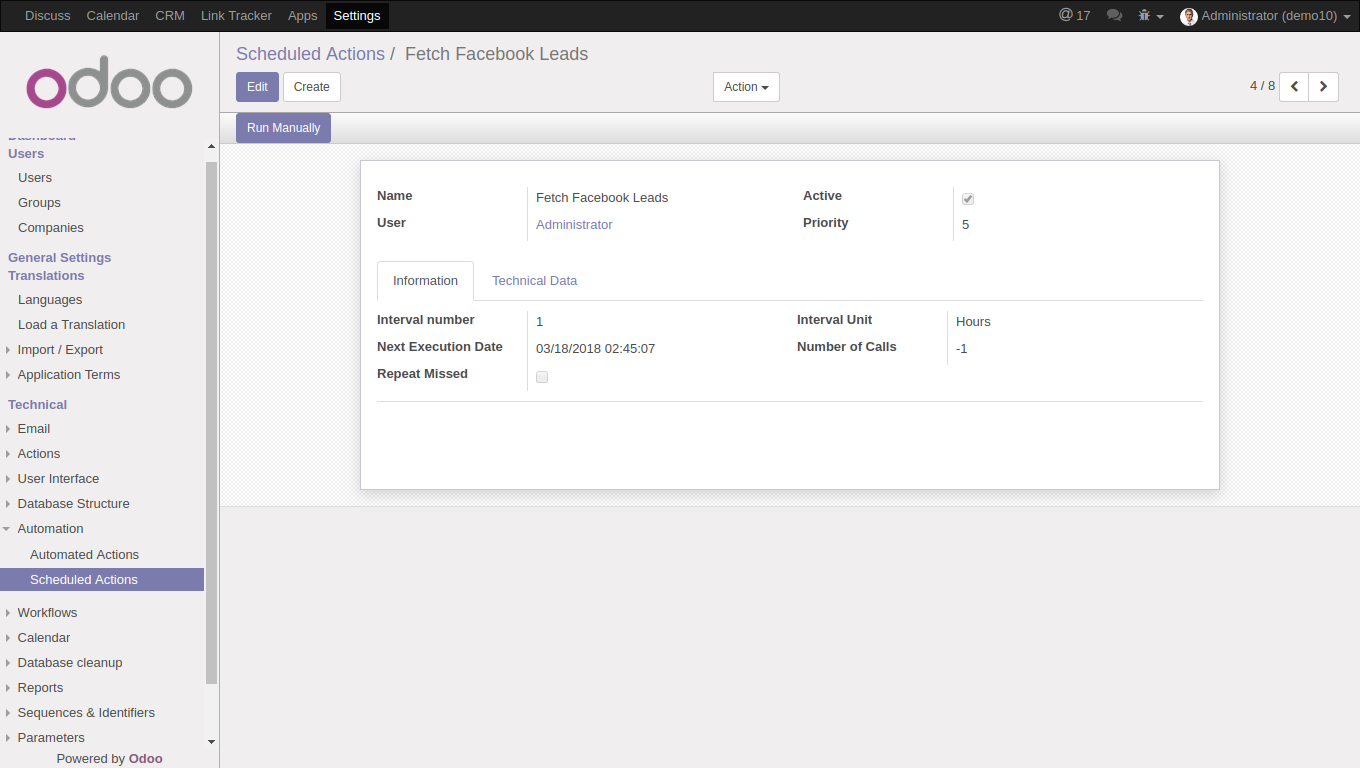 Discuss Calendar CRM Link Tracker Apps Settings @ 17 Administrator (demo10)
odoo
Scheduled Actions / Fetch Facebook Leads
Edit Create Action 4 / 8
Run Manually
Dashboard
Users
Users
Groups
Companies
General Settings
Translations
Languages
Load a Translation
Import / Export
Application Terms
Technical
Email
Actions
User Interface
Database Structure
Automation
Automated Actions
Scheduled Actions
Workflows
Calendar
Database cleanup
Reports
Sequences & Identifiers
Parameters
Powered by Odoo
Name Fetch Facebook Leads Active
User Administrator Priority 5
Information Technical Data
Interval number 1 Interval Unit Hours
Next Execution Date 03/18/2018 02:45:07 Number of Calls -1
Repeat Missed